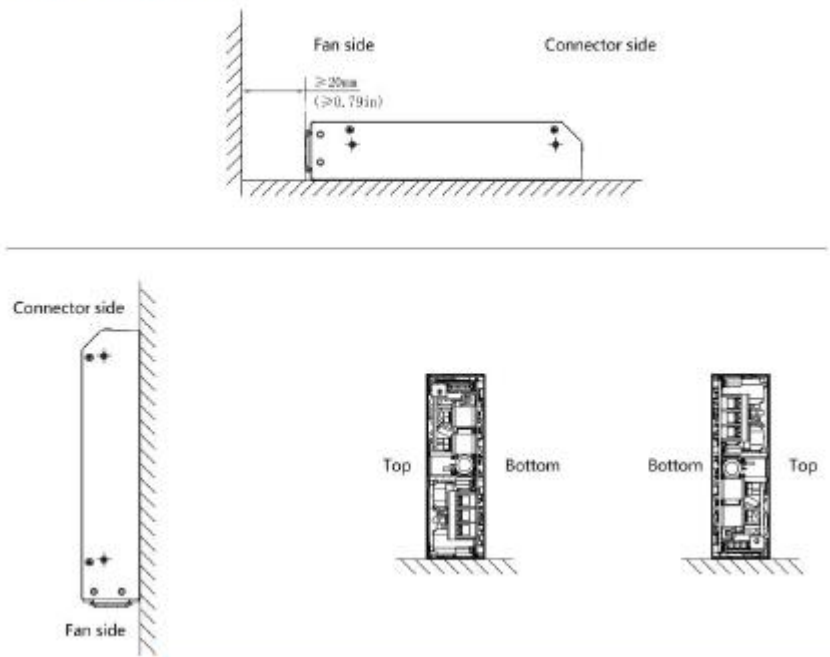 Fan side
Connector side
≥20mm
(≥0.79in)
Connector side
Top
Bottom
Bottom
Top
Fan side